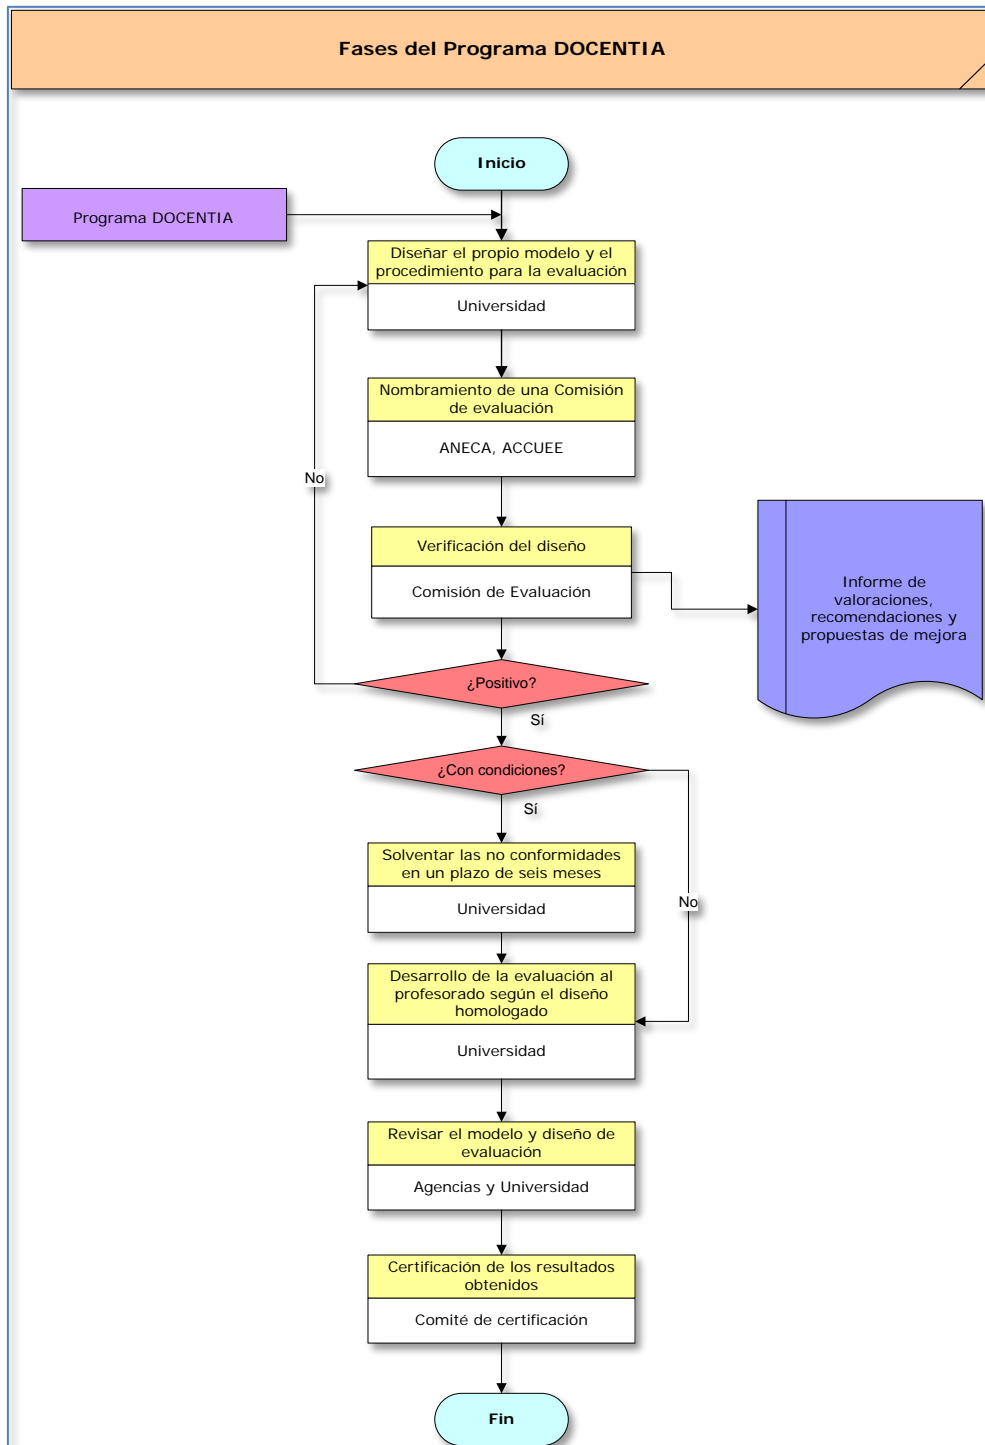 Fases del Programa DOCENTIA
Inicio
Programa DOCENTIA
Diseñar el propio modelo y el
procedimiento para la evaluación
Universidad
Nombramiento de una Comisión
de evaluación
ANECA, ACCUEE
No
Verificación del diseño
Comisión de Evaluación
Informe de
valoraciones,
recomendaciones y
propuestas de mejora
¿Positivo?
Sí
¿Con condiciones?
Sí
Solventar las no conformidades
en un plazo de seis meses
Universidad
No
Desarrollo de la evaluación al
profesorado según el diseño
homologado
Universidad
Revisar el modelo y diseño de
evaluación
Agencias y Universidad
Certificación de los resultados
obtenidos
Comité de certificación
Fin